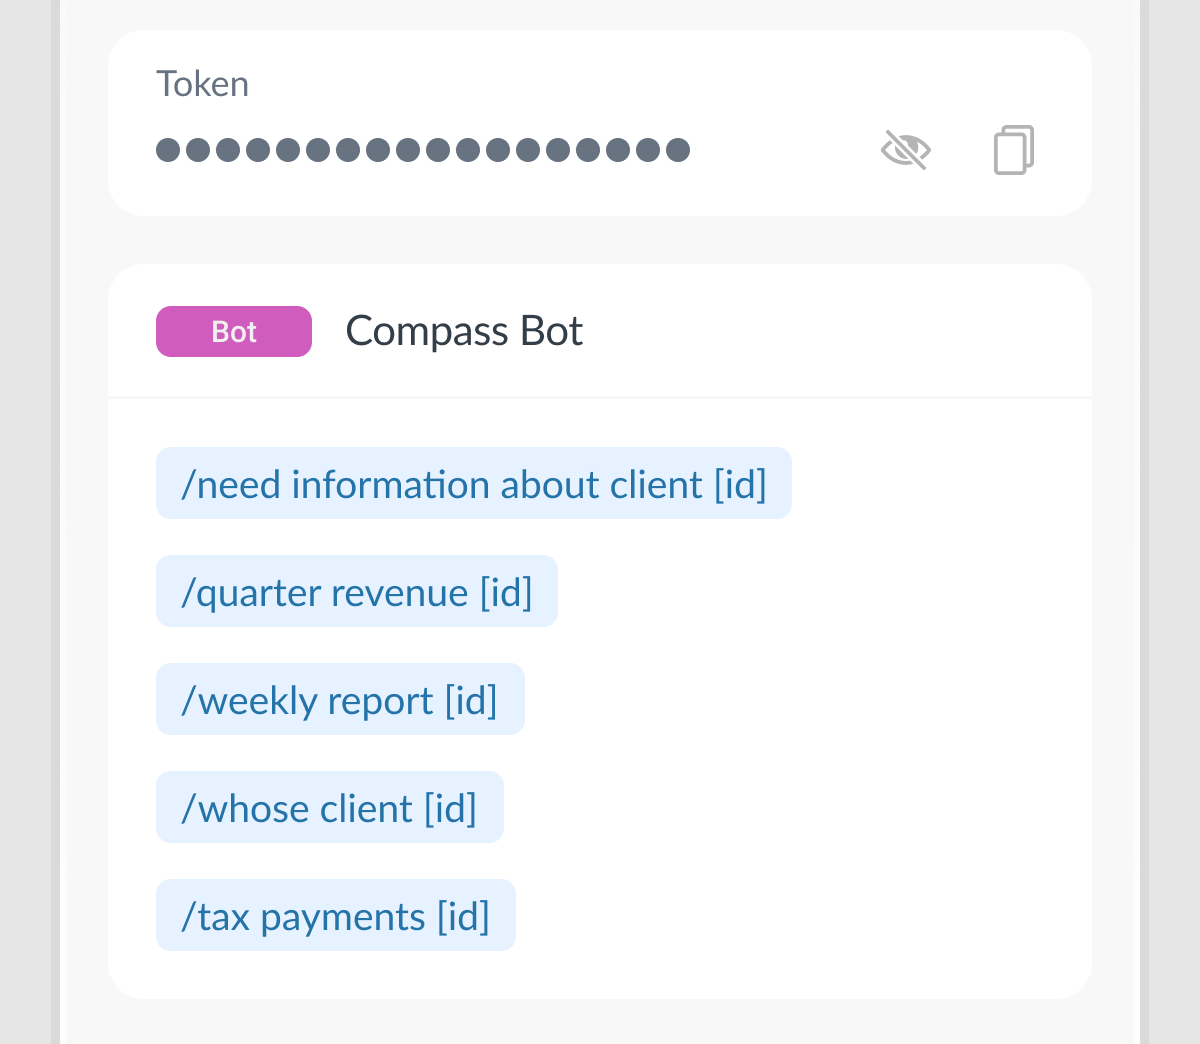 Token
••••••••••••••••••
Bot
Compass Bot
/need information about client [id]
/quarter revenue [id]
/weekly report [id]
/whose client [id]
/tax payments [id]